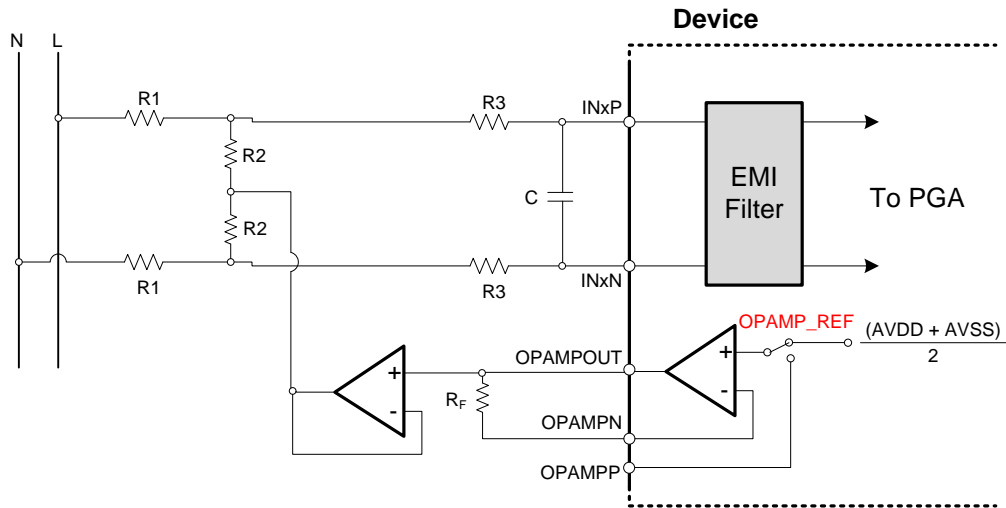 Device
N L
R1
R3
INxP
R2
EMI
Filter
C
To PGA
R2
R1
R3
INxN
OPAMP_REF
(AVDD + AVSS)
2
OPAMPOUT
+
-
+
-
RF
OPAMPN
OPAMPP